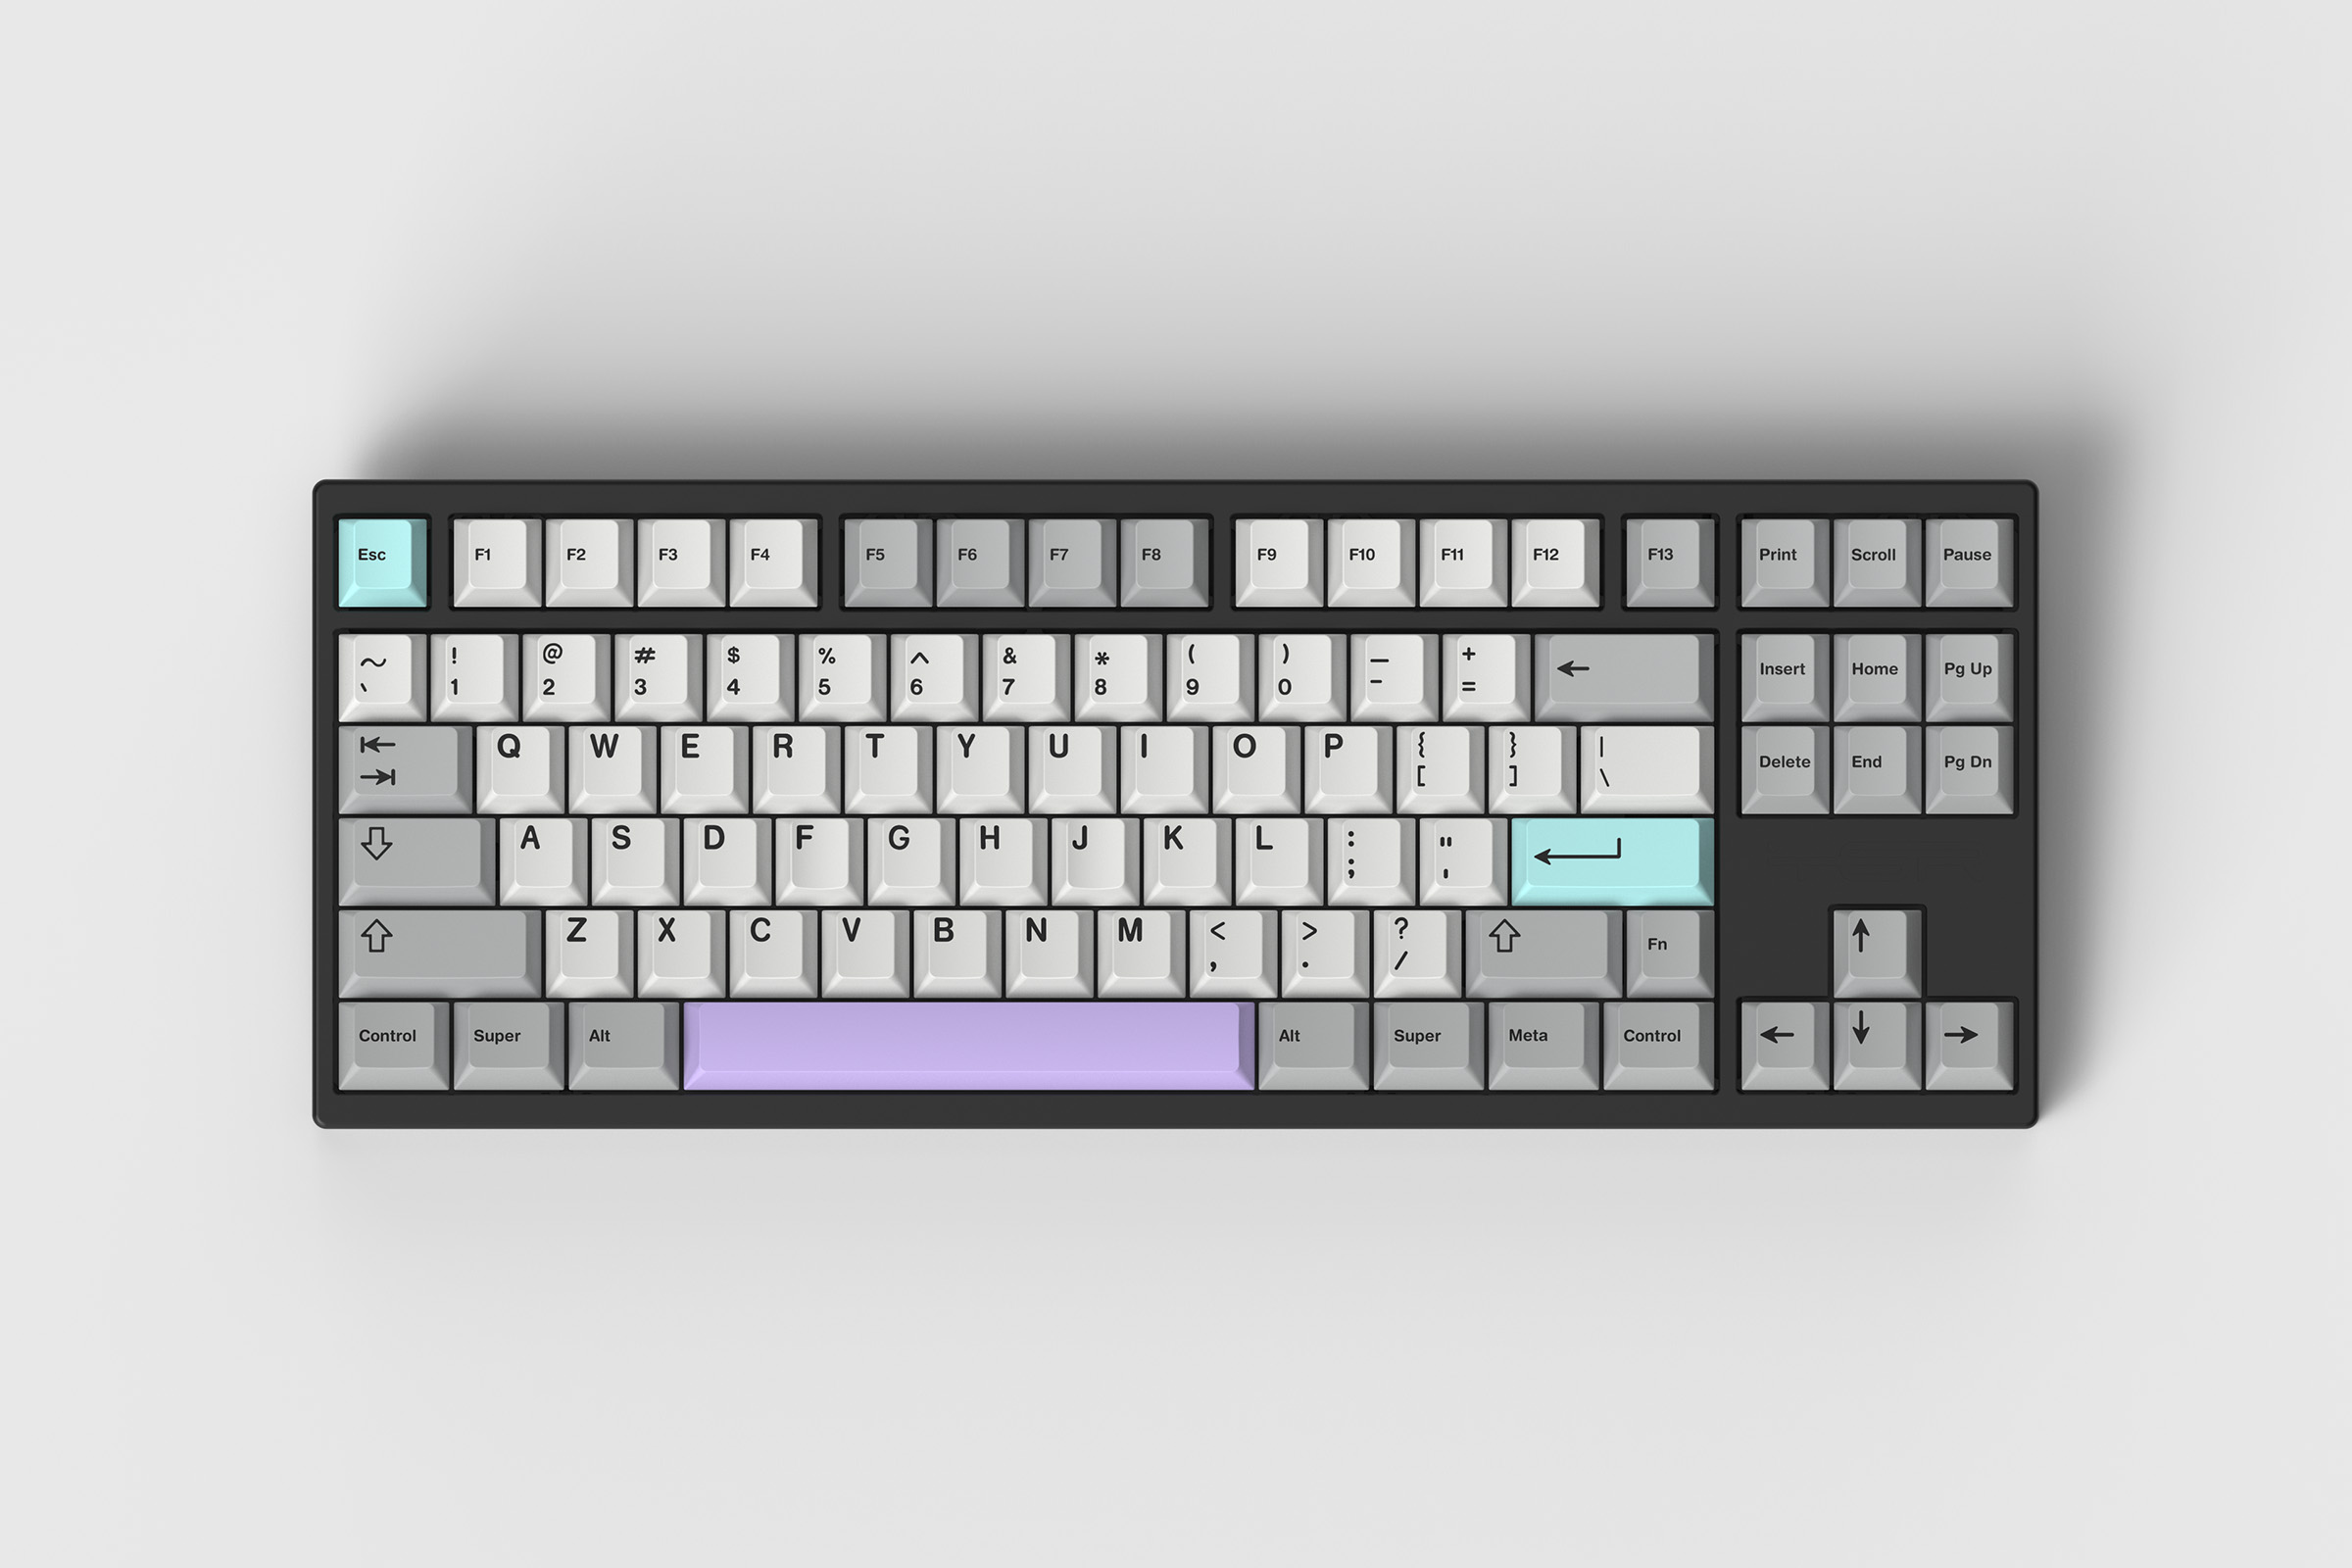 Esc F1 F2 F3 F4 F5 F6 F7 F8 F9 F10 F11 F12 F13 Print Scroll Pause
~ ! @ # $ % ^ & * ( ) _ +
` 1 2 3 4 5 6 7 8 9 0 - = ← Insert Home Pg Up
⇤ Q W E R T Y U I O P { } |
⇥ [ ] \ Delete End Pg Dn
⇩ A S D F G H J K L : "
; ' ↵
⇧ Z X C V B N M < > ? ⇧ Fn ↑
, . /
Control Super Alt Alt Super Meta Control ← ↓ →